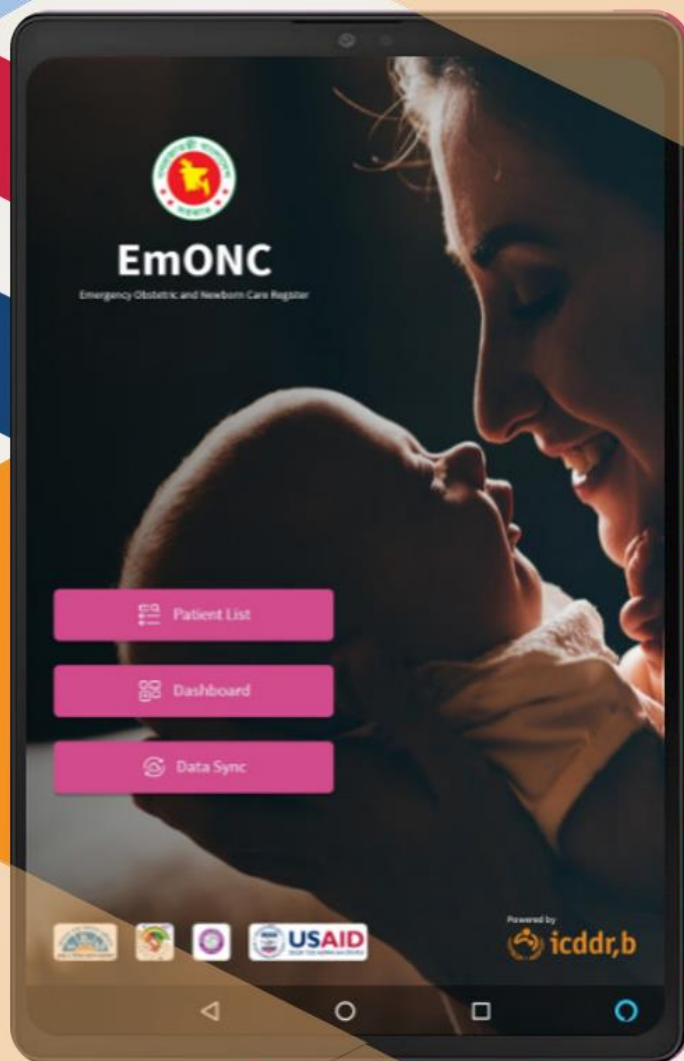 EmONC
Emergency Obstetric and Newborn Care Register
Patient List
Dashboard
Data Sync
USAID
Powered by
icddr,b